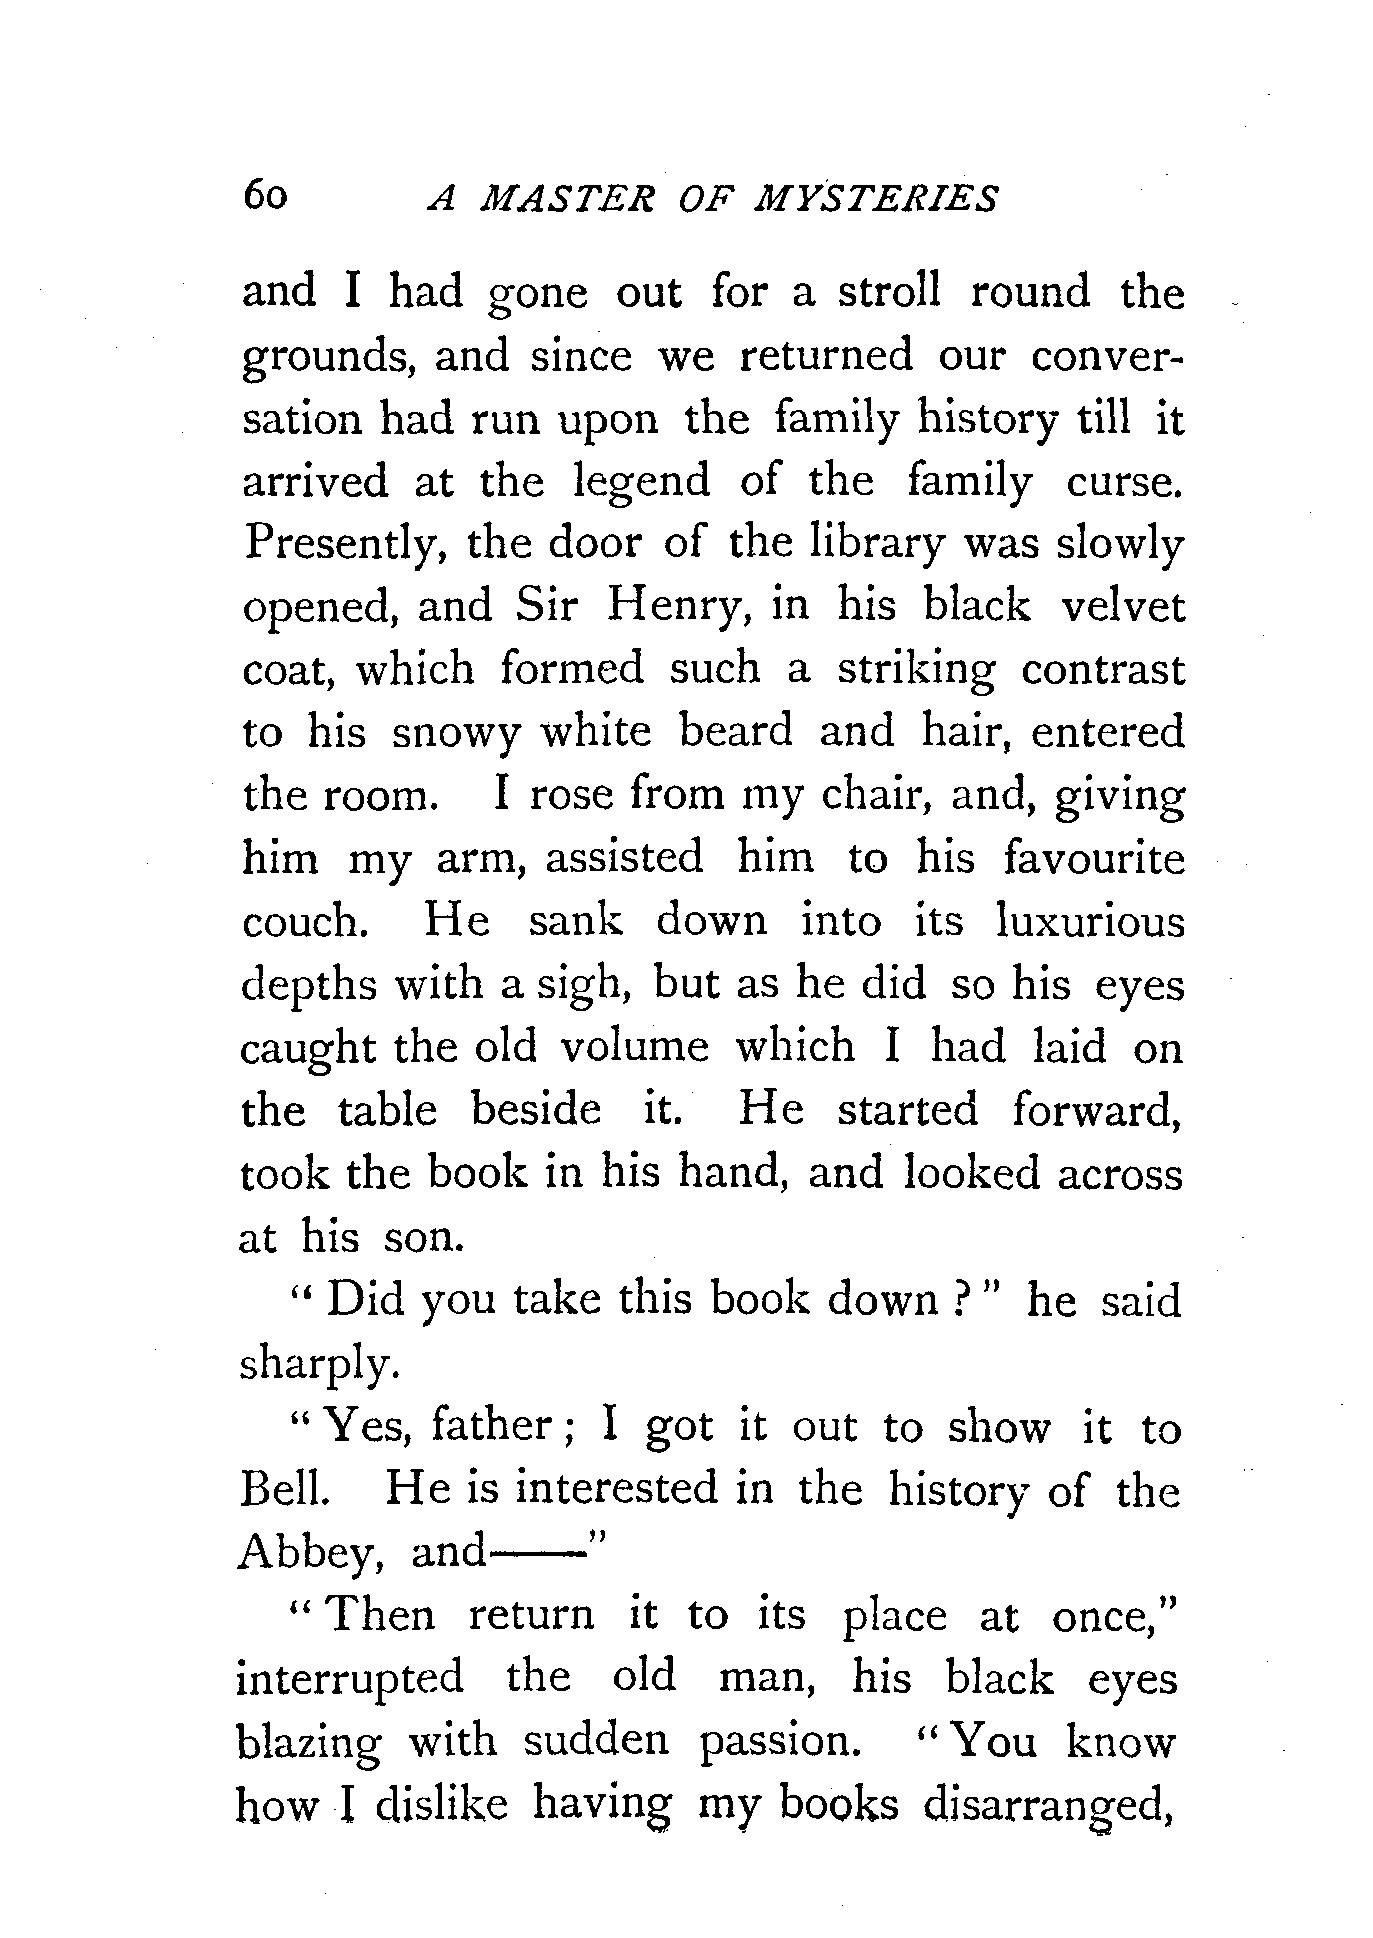 60 A MASTER OF MYSTERIES
and I had gone out for a stroll round the
grounds, and since we returned our conver-
sation had run upon the family history till it
arrived at the legend of the family curse.
Presently, the door of the library was slowly
opened, and Sir Henry, in his black velvet
coat, which formed such a striking contrast
to his snowy white beard and hair, entered
the room. I rose from my chair, and, giving
him my arm, assisted him to his favourite
couch. He sank down into its luxurious
depths with a sigh, but as he did so his eyes
caught the old volume which I had laid on
the table beside it. He started forward,
took the book in his hand, and looked across
at his son.
“ Did you take this book down ? ” he said
sharply.
“ Yes, father ; I got it out to show it to
Bell. He is interested in the history of the
Abbey, and——”
“ Then return it to its place at once,”
interrupted the old man, his black eyes
blazing with sudden passion. “ You know
how I dislike having my books disarranged,